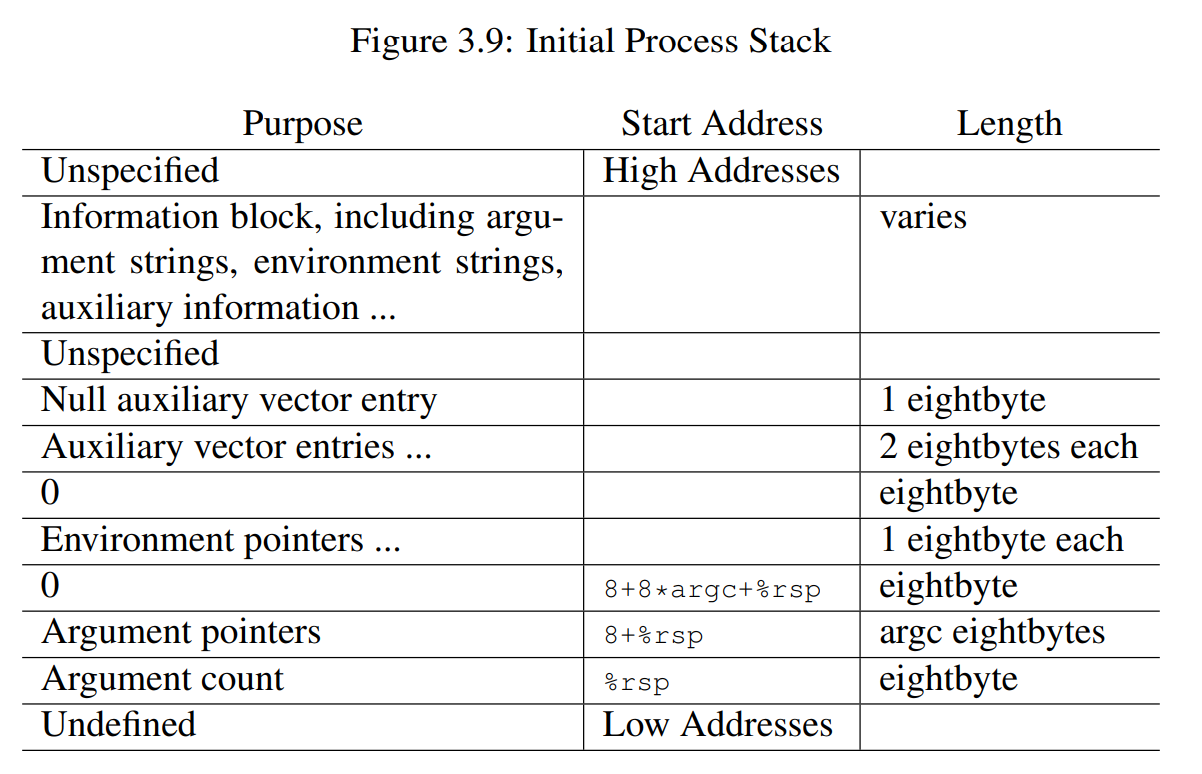 Figure 3.9: Initial Process Stack
Purpose Start Address Length
Unspecified High Addresses
Information block, including argu- varies
ment strings, environment strings,
auxiliary information ...
Unspecified
Null auxiliary vector entry 1 eightbyte
Auxiliary vector entries ... 2 eightbytes each
0 eightbyte
Environment pointers ... 1 eightbyte each
0 8+8*argc+%rsp eightbyte
Argument pointers 8+%rsp argc eightbytes
Argument count %rsp eightbyte
Undefined Low Addresses